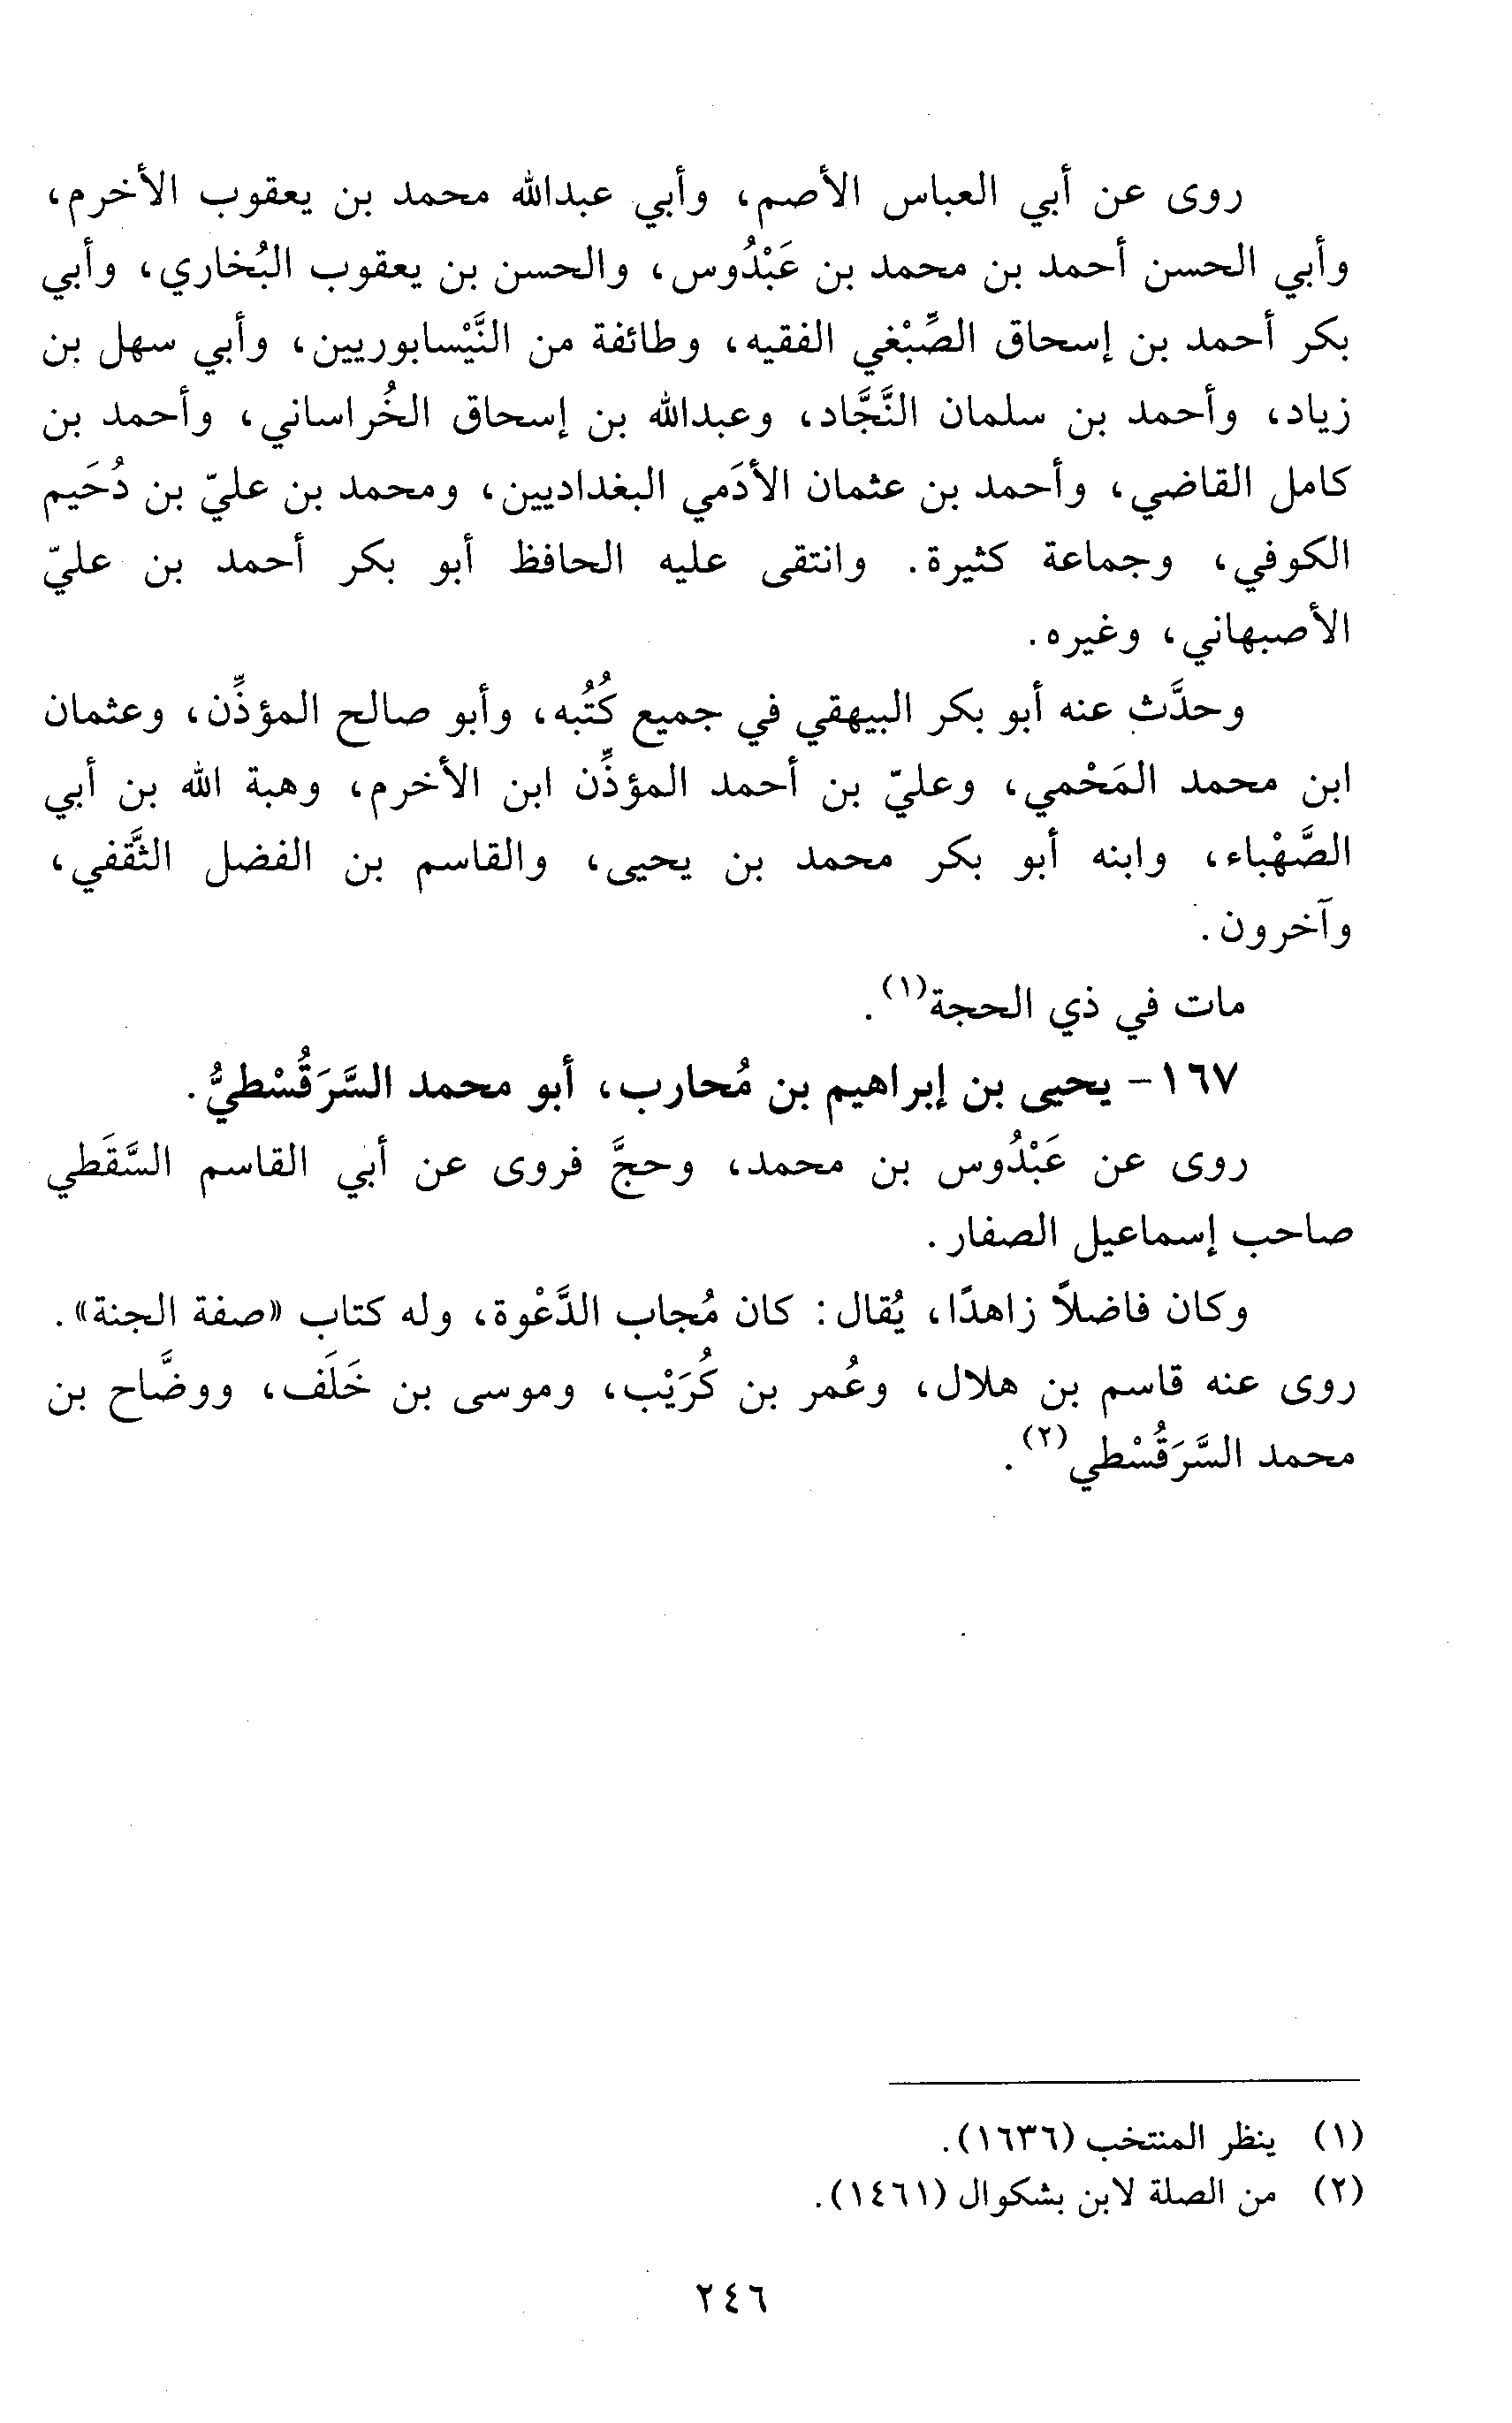 روى عن أبي العباس الأصم، وأبي عبدالله محمد بن يعقوب الأخرم،
وأبي الحسن أحمد بن محمد بن عَبْدُوس، والحسن بن يعقوب البُخاري، وأبي
بكر أحمد بن إسحاق الصِّبْغي الفقيه، وطائفة من النَّيْسابوريين، وأبي سهل بن
زياد، وأحمد بن سلمان النَّجَّاد، وعبدالله بن إسحاق الخُراساني، وأحمد بن
كامل القاضي، وأحمد بن عثمان الأدَمي البغداديين، ومحمد بن عليّ بن دُحَيم
الكوفي، وجماعة كثيرة. وانتقى عليه الحافظ أبو بكر أحمد بن عليّ
الأصبهاني، وغيره.
وحدَّث عنه أبو بكر البيهقي في جميع كُتُبه، وأبو صالح المؤذِّن، وعثمان
ابن محمد المَحْمي، وعليّ بن أحمد المؤذِّن ابن الأخرم، وهبة الله بن أبي
الصَّهْباء، وابنه أبو بكر محمد بن يحيى، والقاسم بن الفضل الثَّقفي،
وآخرون.
مات في ذي الحجة(١).
١٦٧- يحيى بن إبراهيم بن مُحارب، أبو محمد السَّرَقُسْطيُّ.
روى عن عَبْدُوس بن محمد، وحجَّ فروى عن أبي القاسم السَّقَطي
صاحب إسماعيل الصفار.
وكان فاضلاً زاهدًا، يُقال: كان مُجاب الدَّعْوة، وله كتاب «صفة الجنة».
روى عنه قاسم بن هلال، وعُمر بن كُرَيْب، وموسى بن خَلَف، ووضَّاح بن
محمد السَّرَقُسْطي(٢).
(١) ينظر المنتخب (١٦٣٦).
(٢) من الصلة لابن بشكوال (١٤٦١).
٢٤٦